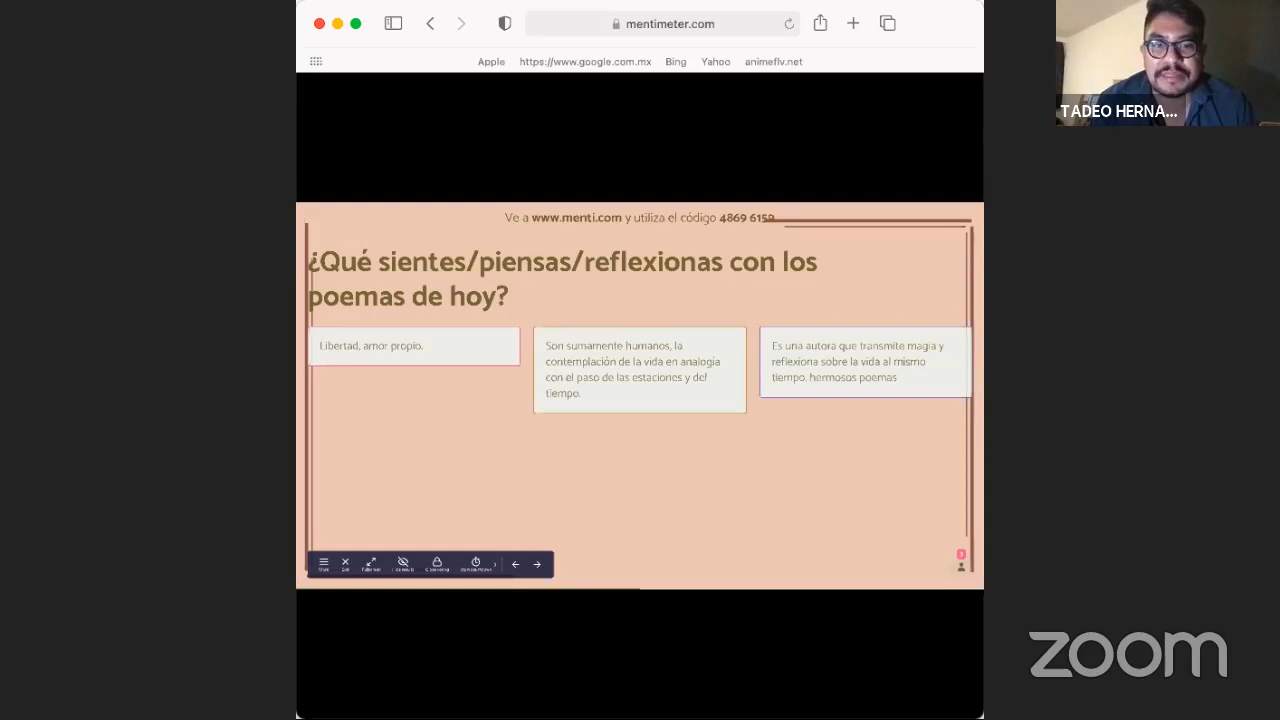 mentimeter.com
Apple https://www.google.com.mx Bing Yahoo animeflv.net
TADEO HERNA...
Ve a www.menti.com y utiliza el código 4869 6159
¿Qué sientes/piensas/reflexionas con los
poemas de hoy?
Libertad, amor propio.
Son sumamente humanos, la
contemplación de la vida en analogía
con el paso de las estaciones y del
tiempo.
Es una autora que transmite magia y
reflexiona sobre la vida al mismo
tiempo, hermosos poemas
3
zoom